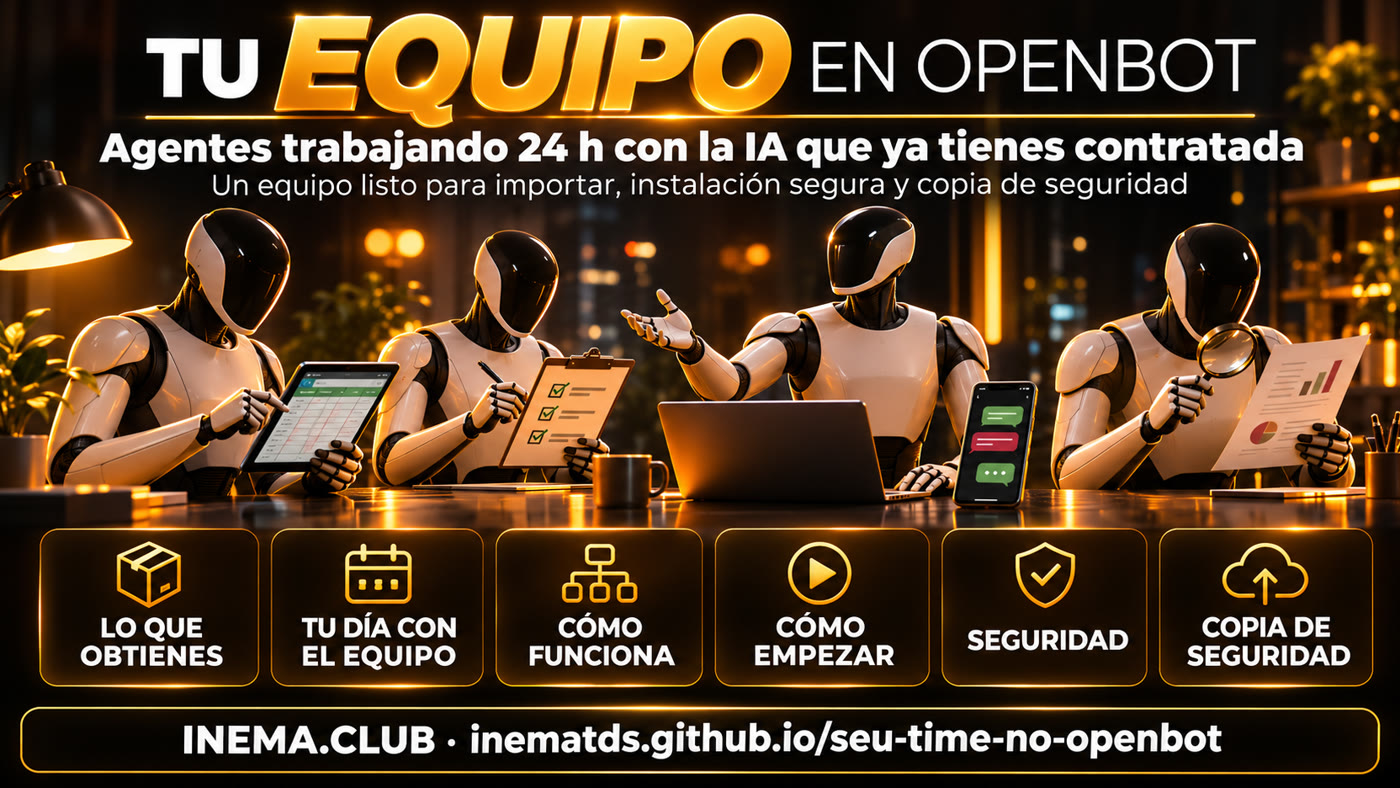 TU EQUIPO EN OPENBOT
Agentes trabajando 24 h con la IA que ya tienes contratada
Un equipo listo para importar, instalación segura y copia de seguridad
LO QUE
OBTIENES
TU DÍA CON
EL EQUIPO
CÓMO
FUNCIONA
CÓMO
EMPEZAR
SEGURIDAD
COPIA DE
SEGURIDAD
INEMA.CLUB · inematds.github.io/seu-time-no-openbot